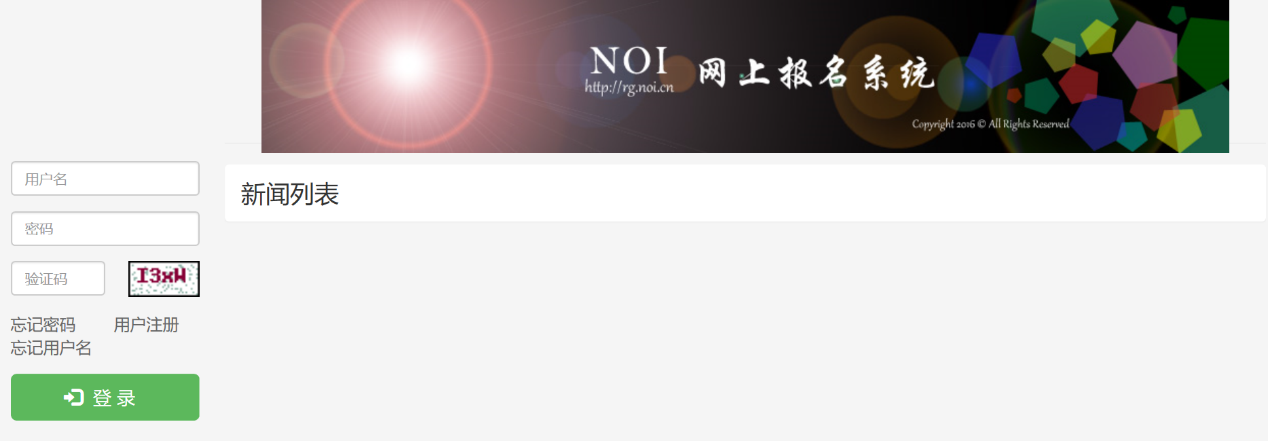 NOI 网上报名系统
http://rg.noi.cn
Copyright 2016 © All Rights Reserved
用户名
密码
验证码 I3xW
忘记密码 用户注册
忘记用户名
登 录
新闻列表